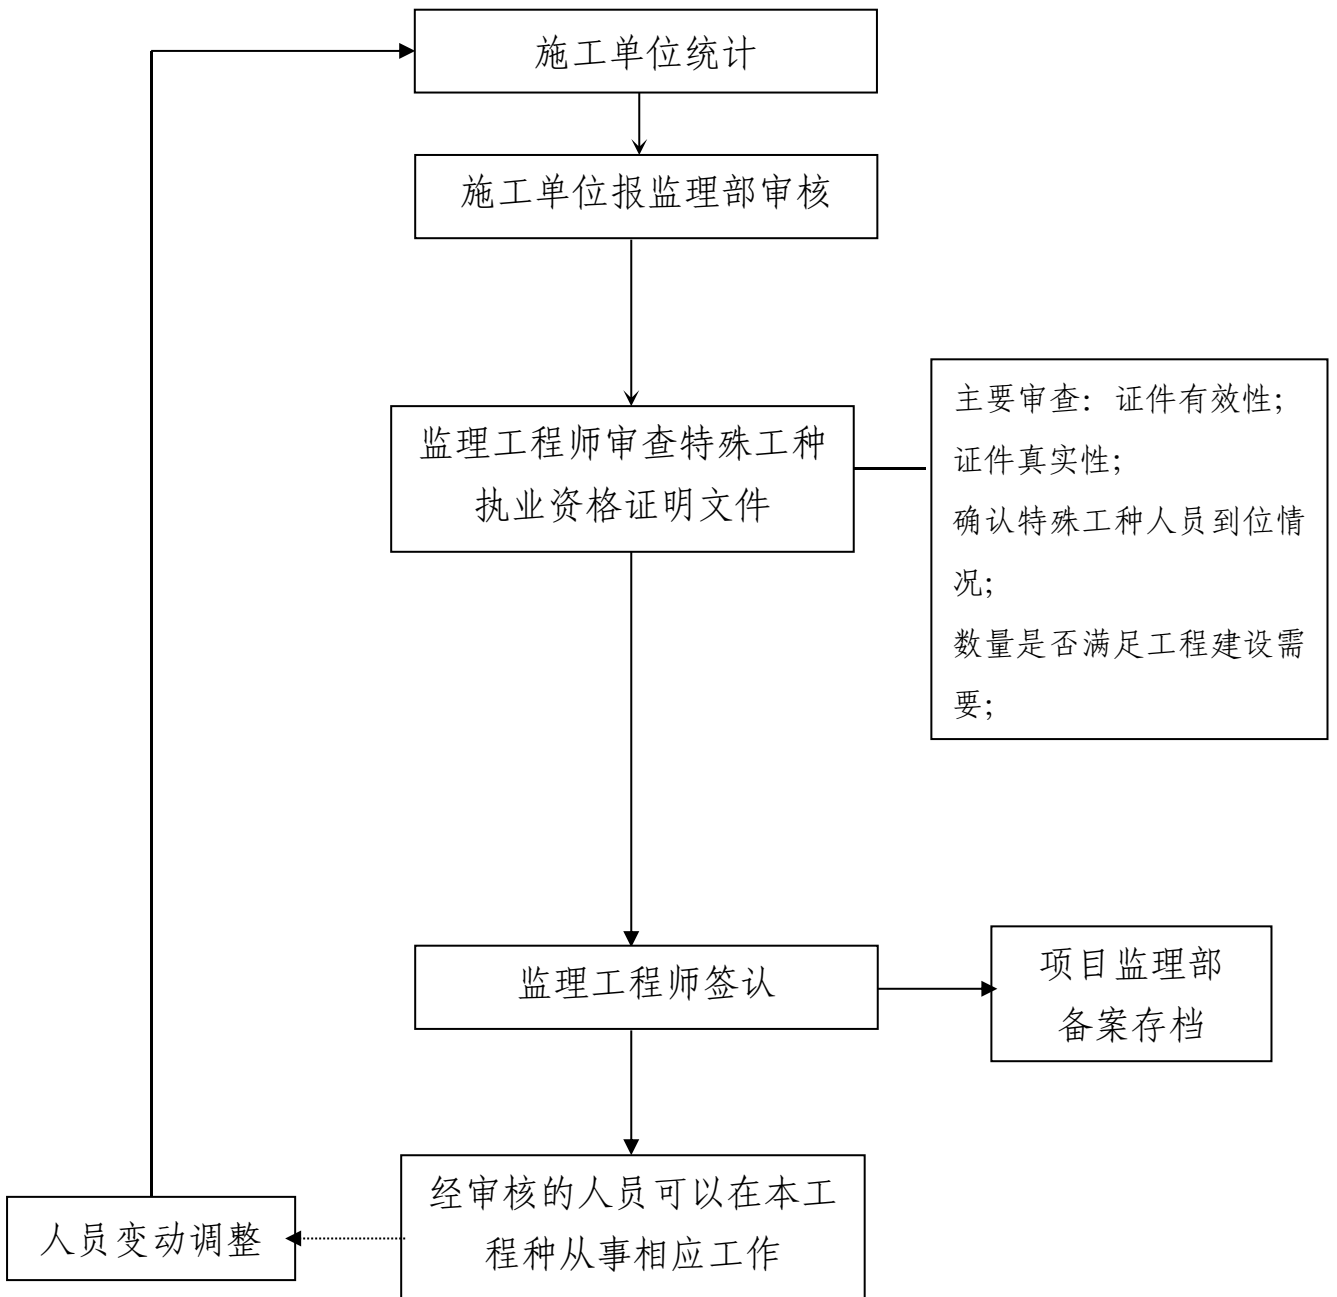 施工单位统计
施工单位报监理部审核
监理工程师审查特殊工种
执业资格证明文件
主要审查：证件有效性；
证件真实性；
确认特殊工种人员到位情
况；
数量是否满足工程建设需
要；
监理工程师签认
项目监理部
备案存档
经审核的人员可以在本工
程种从事相应工作
人员变动调整